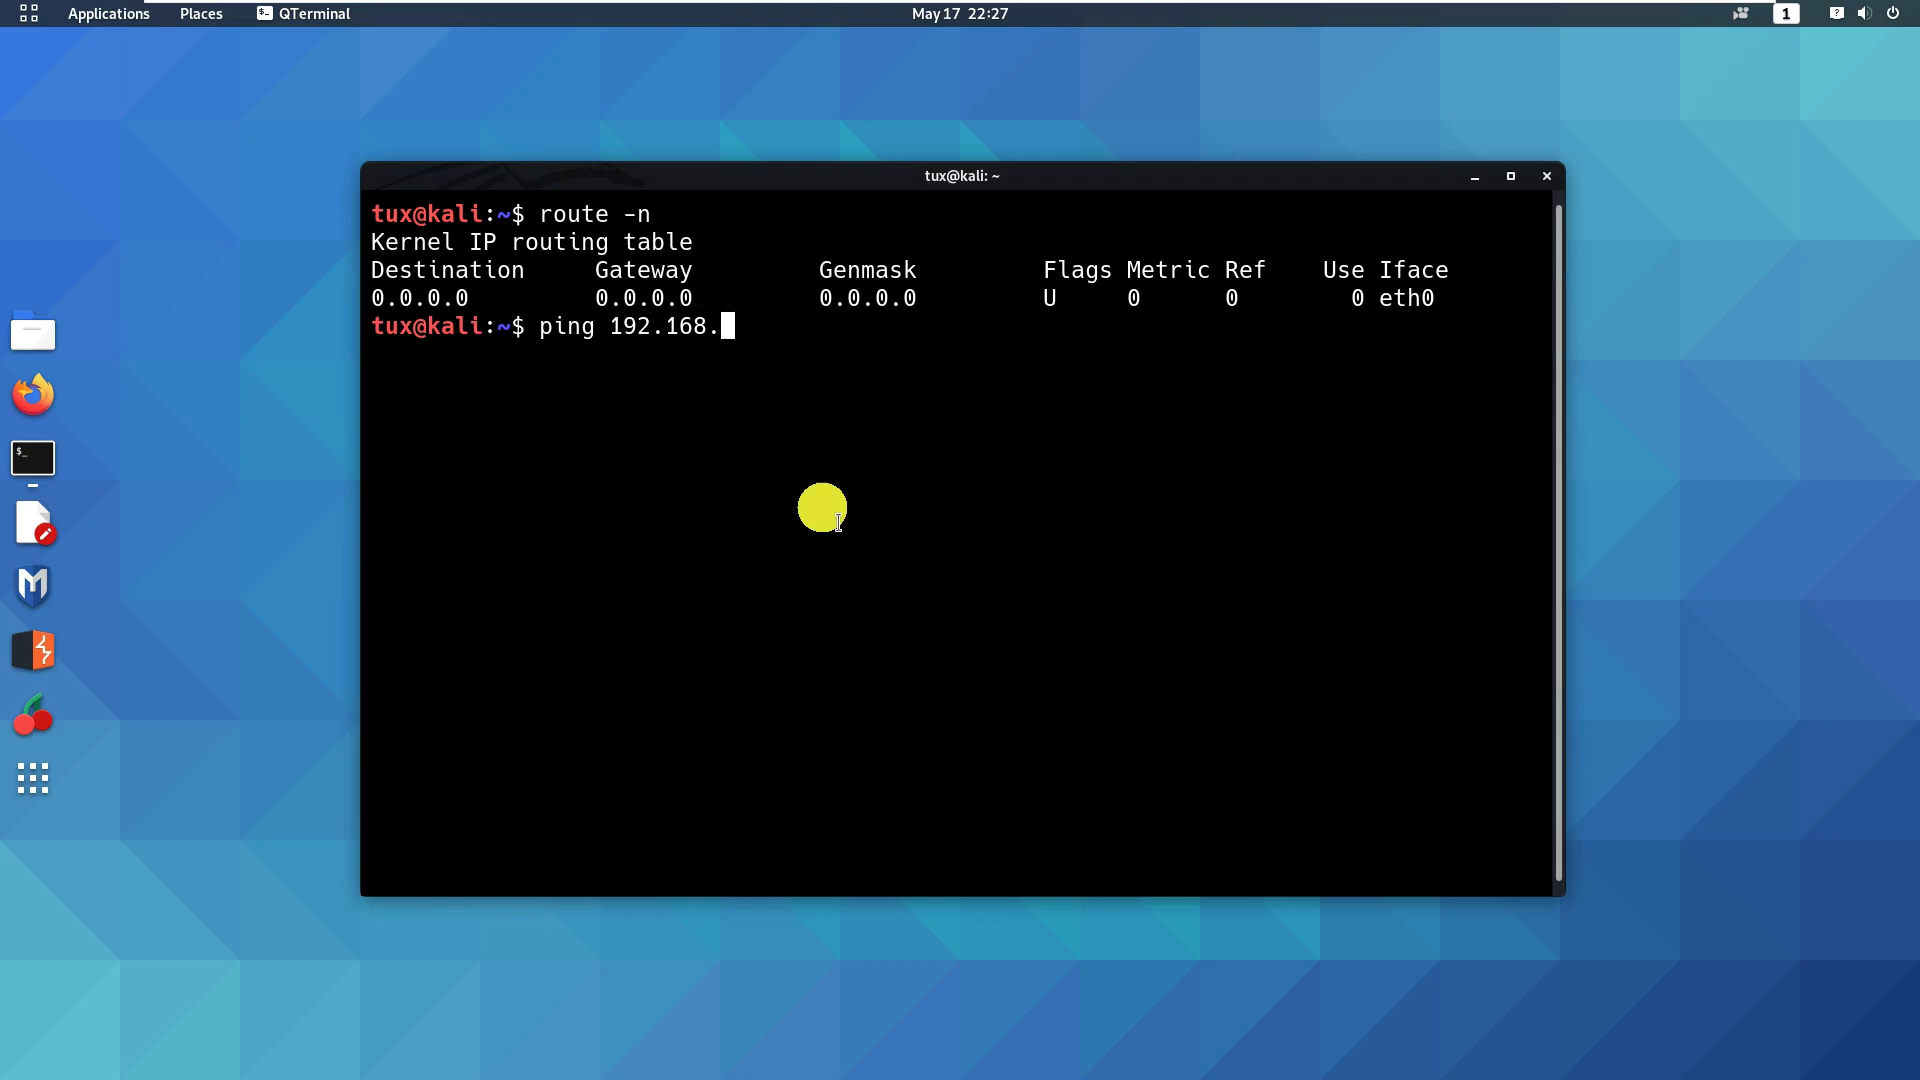 Applications Places QTerminal May 17 22:27 1
tux@kali: ~
tux@kali:~$ route -n
Kernel IP routing table
Destination Gateway Genmask Flags Metric Ref Use Iface
0.0.0.0 0.0.0.0 0.0.0.0 U 0 0 0 eth0
tux@kali:~$ ping 192.168.